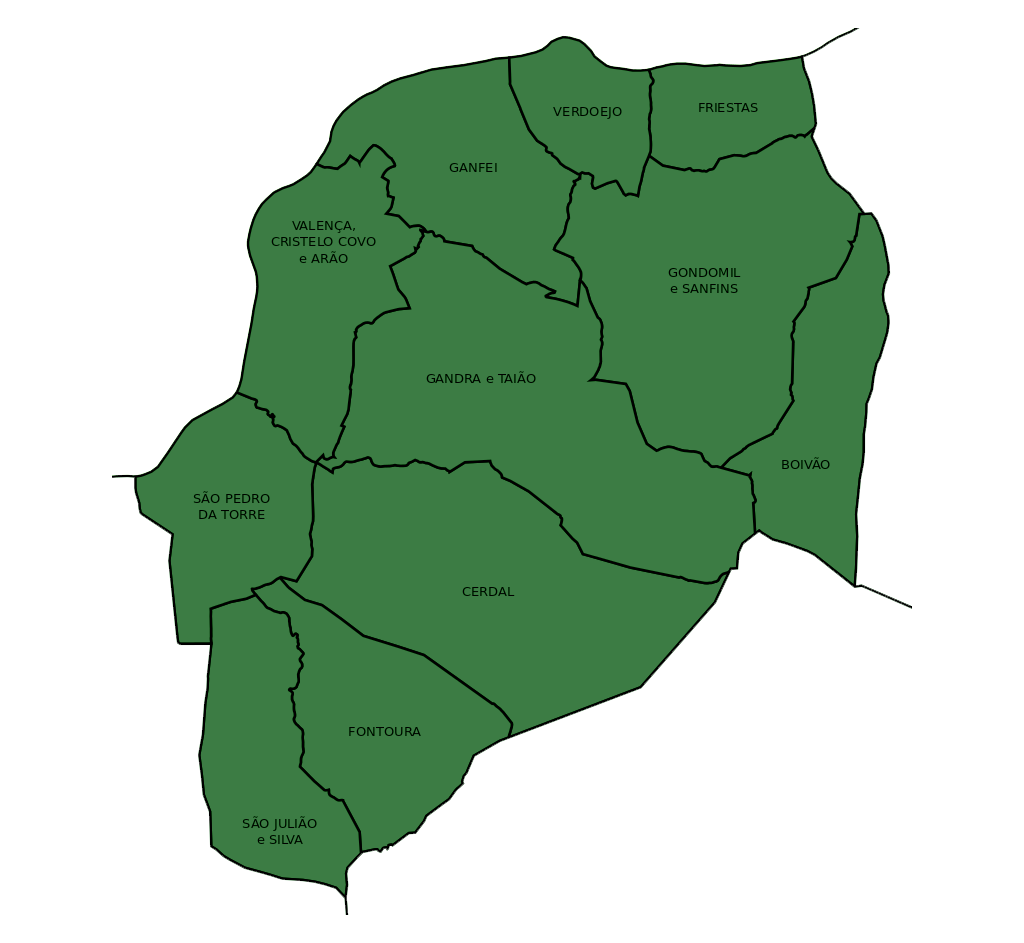 VERDOEJO
FRIESTAS
GANFEI
VALENÇA,
CRISTELO COVO
e ARÃO
GONDOMIL
e SANFINS
GANDRA e TAIÃO
BOIVÃO
SÃO PEDRO
DA TORRE
CERDAL
FONTOURA
SÃO JULIÃO
e SILVA